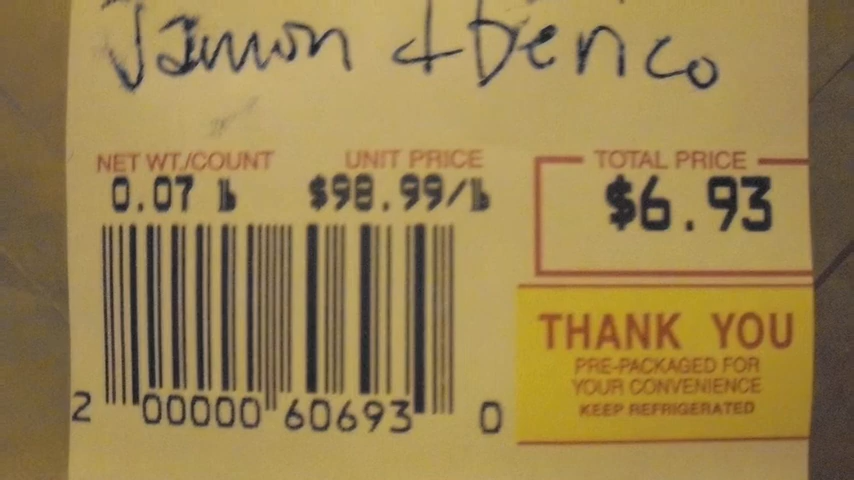 Jamon Iberico
NET WT./COUNT UNIT PRICE TOTAL PRICE
0.07 lb $98.99/lb $6.93
THANK YOU
PRE-PACKAGED FOR
YOUR CONVENIENCE
KEEP REFRIGERATED
2 00000 60693 0